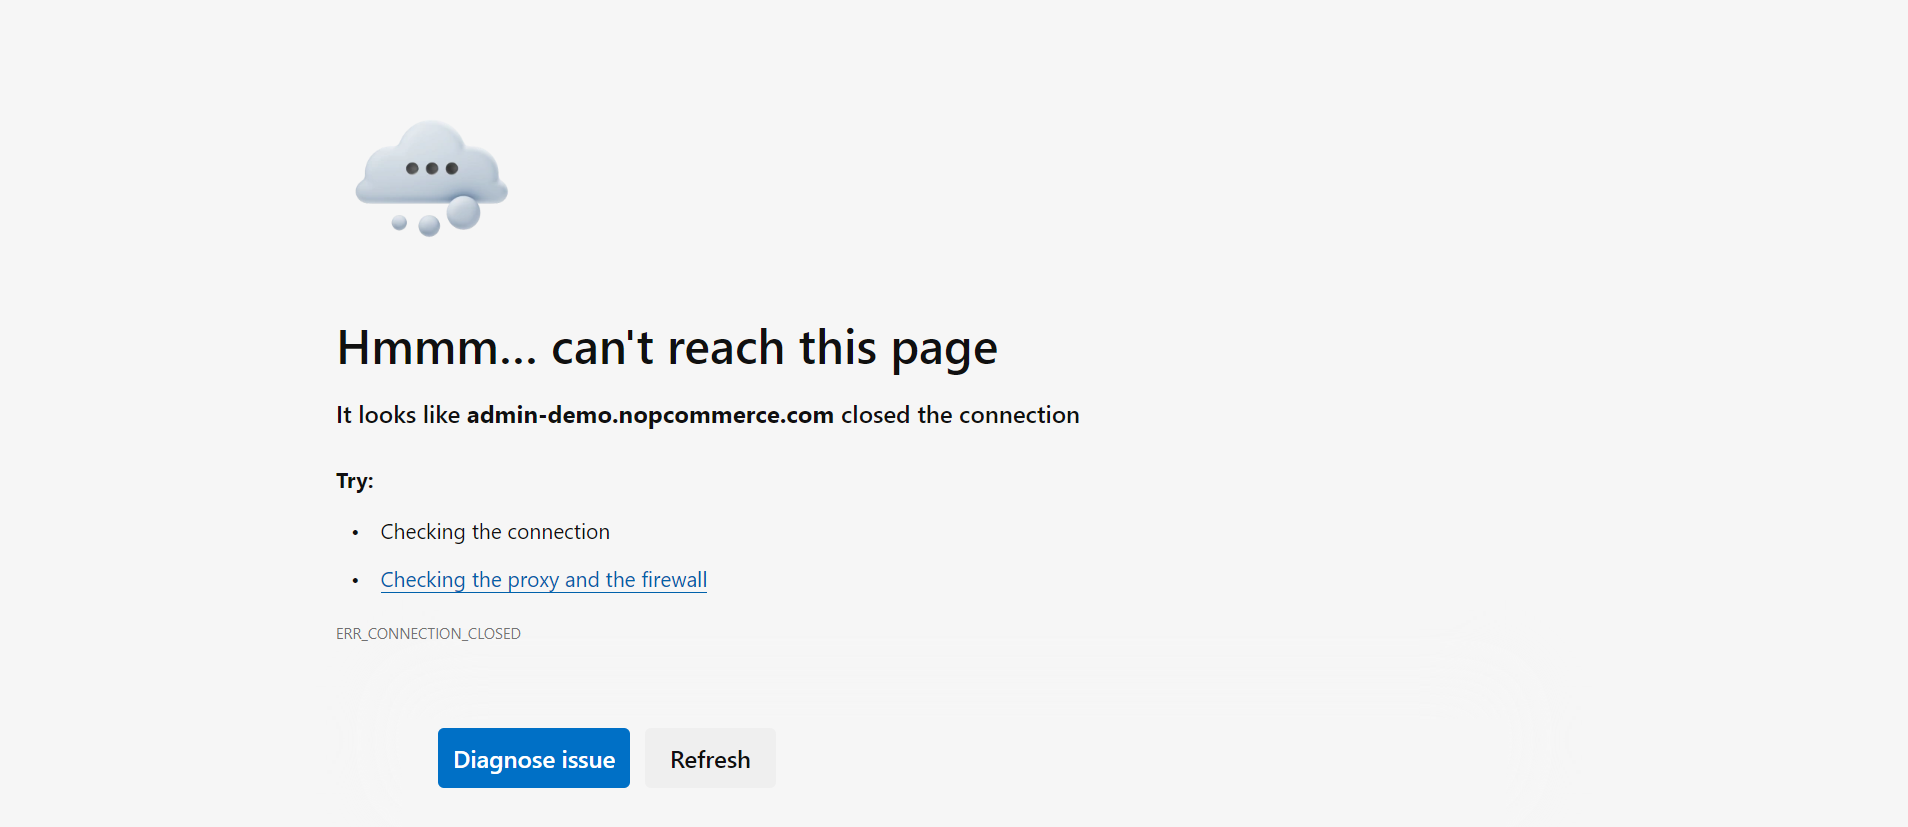 Hmmm... can't reach this page
It looks like admin-demo.nopcommerce.com closed the connection
Try:
• Checking the connection
• Checking the proxy and the firewall
ERR_CONNECTION_CLOSED
Diagnose issue Refresh